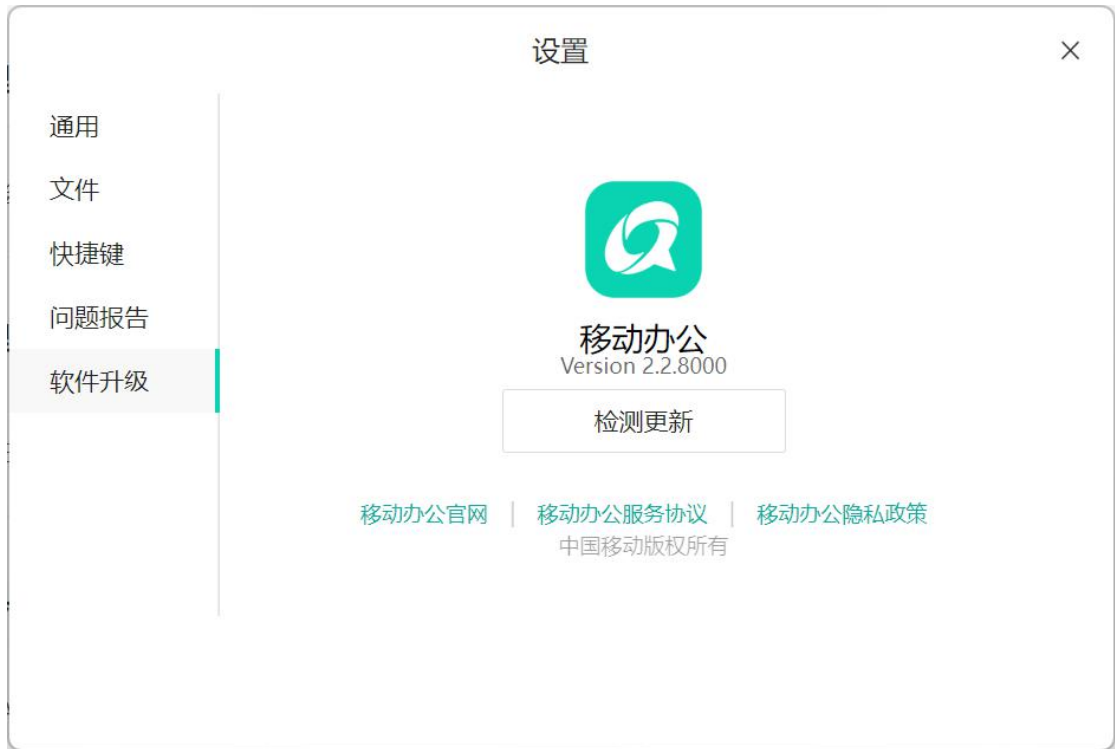 设置
通用
文件
快捷键
问题报告
软件升级
移动办公
Version 2.2.8000
检测更新
移动办公官网 | 移动办公服务协议 | 移动办公隐私政策
中国移动版权所有